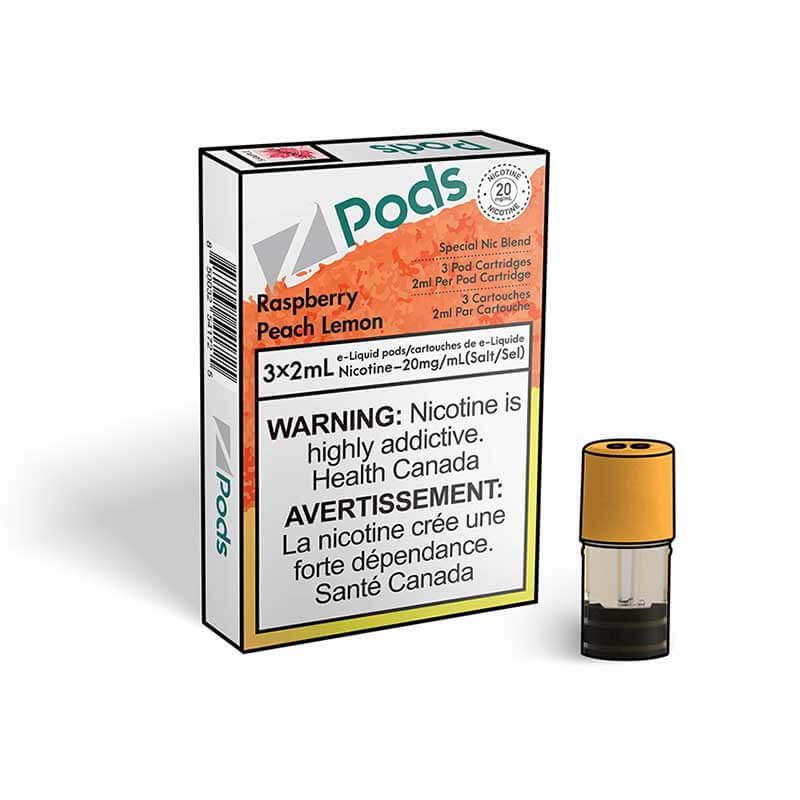 Pods
Z Pods
NICOTINE
20
mg/mL
NICOTINE
Special Nic Blend
3 Pod Cartridges
2ml Per Pod Cartridge
3 Cartouches
2ml Par Cartouche
Raspberry
Peach Lemon
3×2mL
e-Liquid pods/cartouches de e-Liquide
Nicotine–20mg/mL(Salt/Sel)
WARNING: Nicotine is
highly addictive.
Health Canada
AVERTISSEMENT:
La nicotine crée une
forte dépendance.
Santé Canada
Z Pods